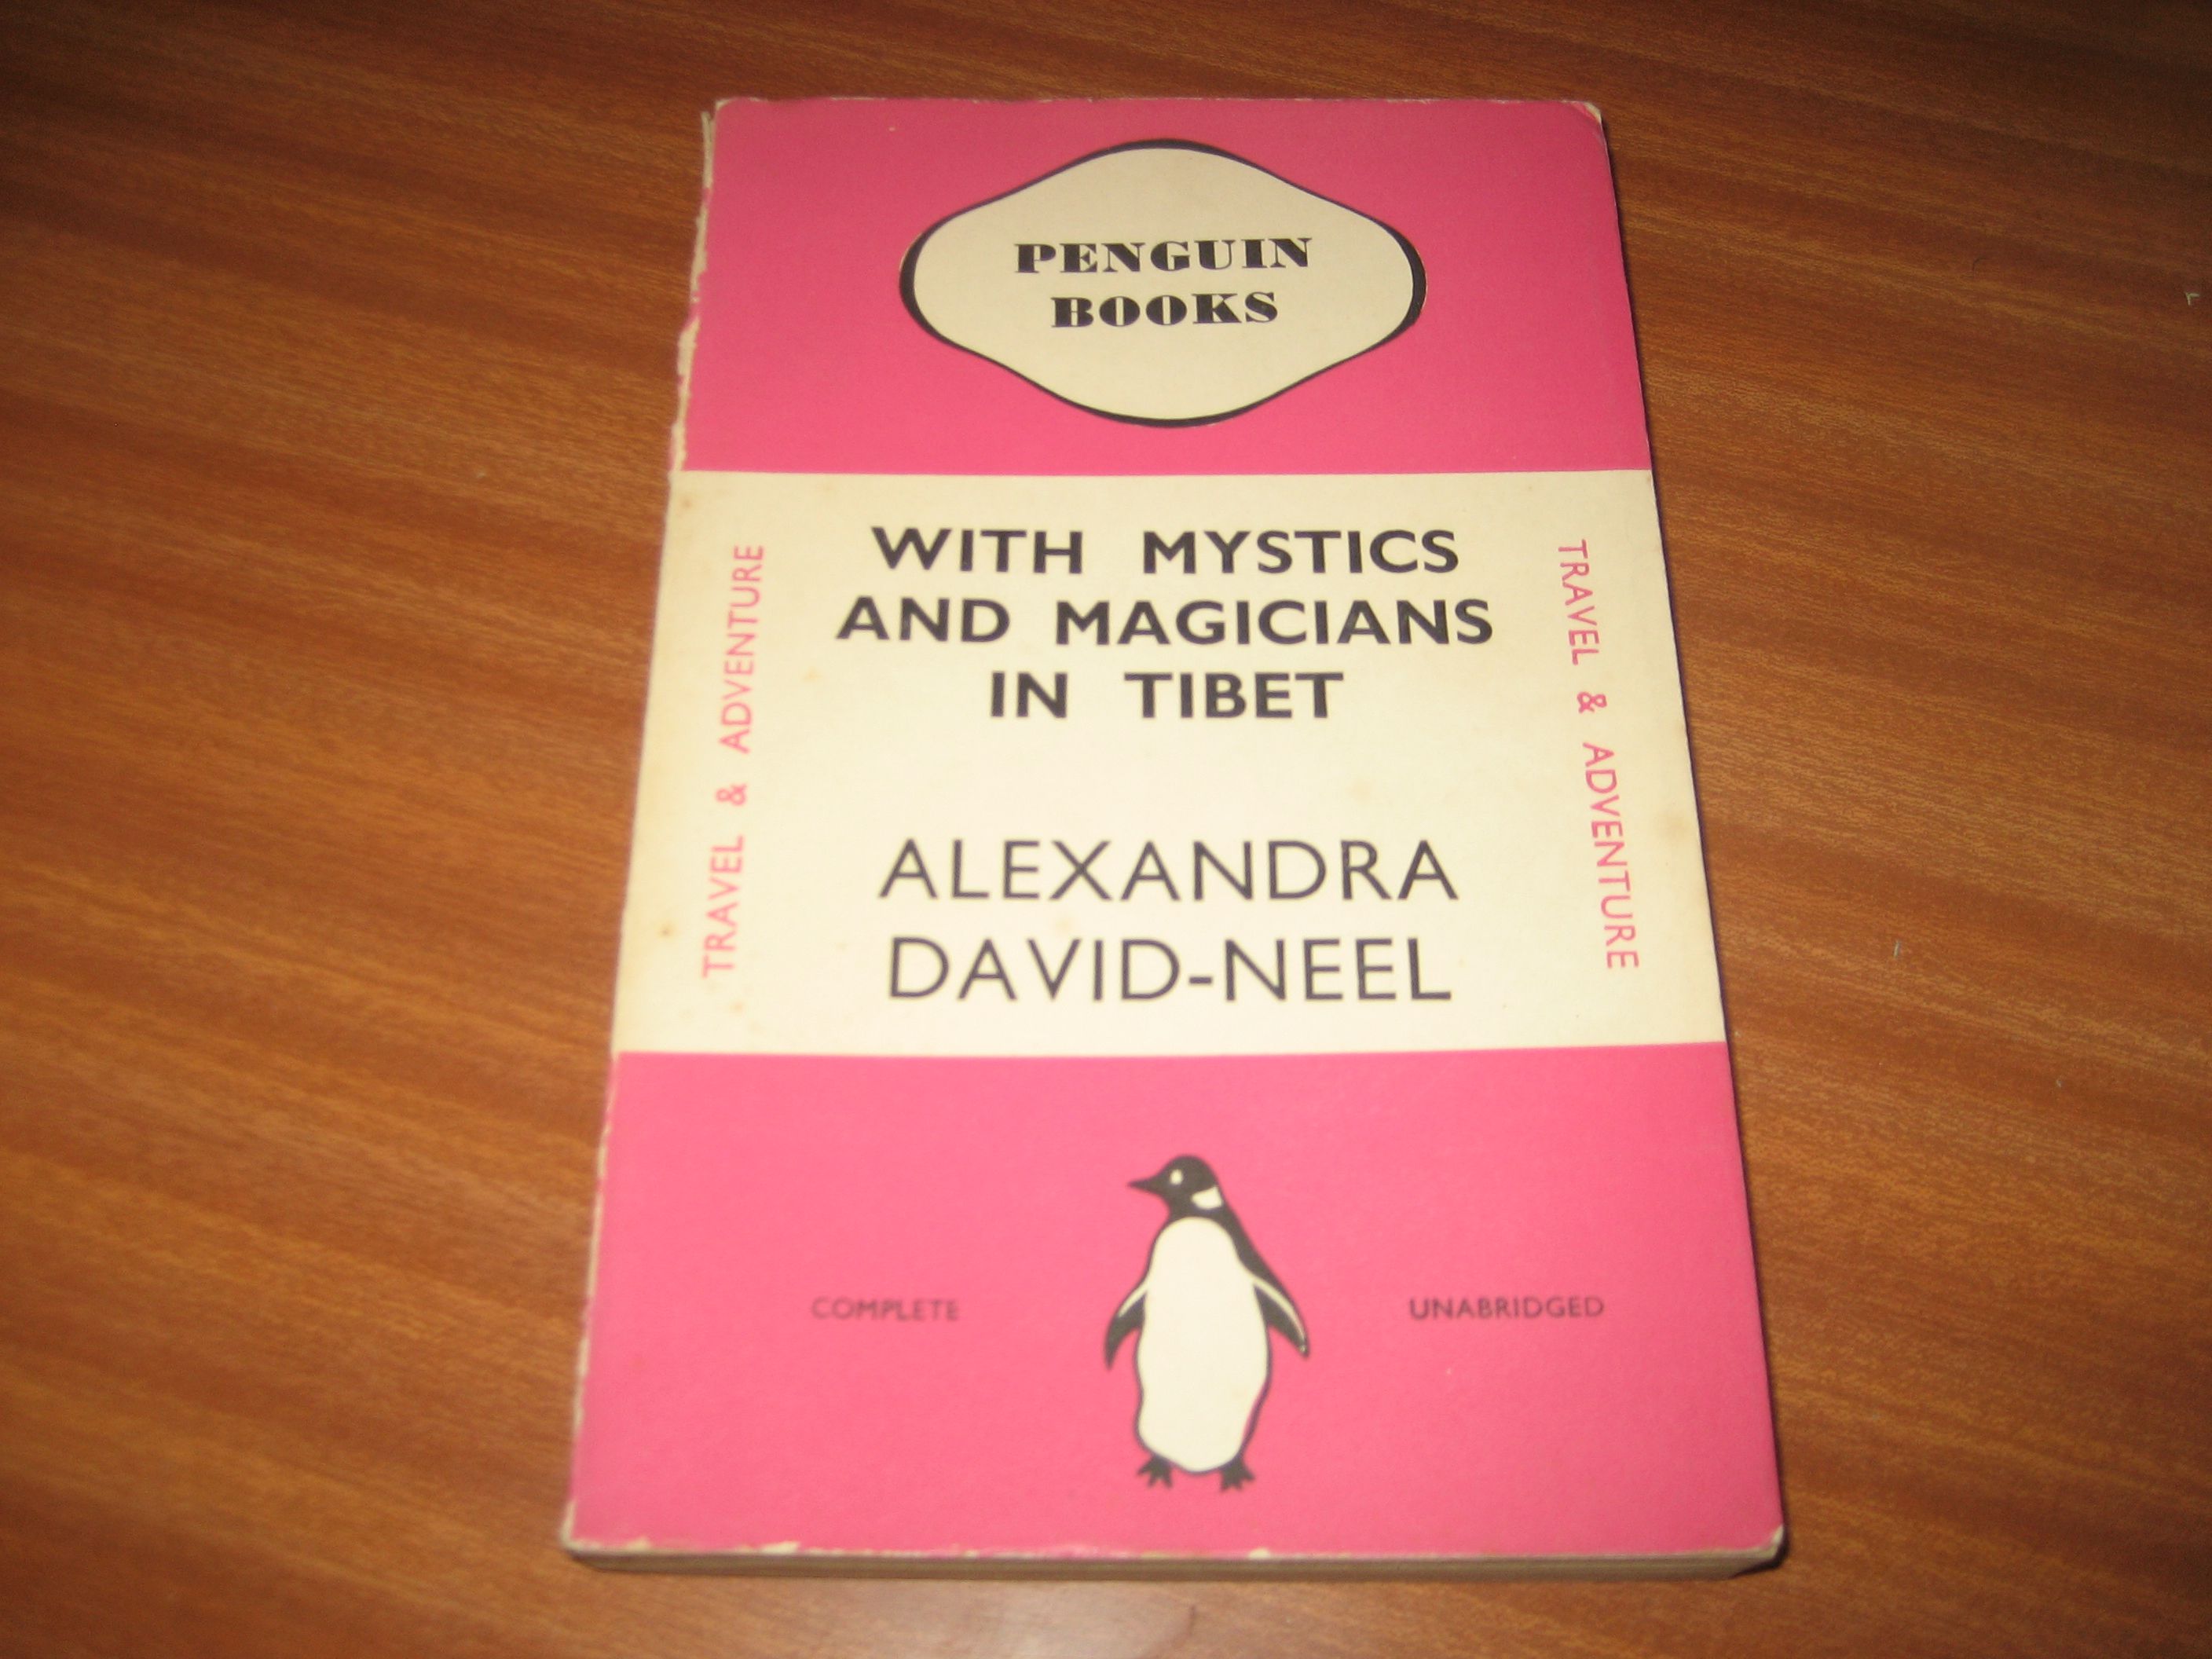 PENGUIN
BOOKS
WITH MYSTICS
AND MAGICIANS
IN TIBET
ALEXANDRA
DAVID-NEEL
TRAVEL & ADVENTURE
TRAVEL & ADVENTURE
COMPLETE
UNABRIDGED